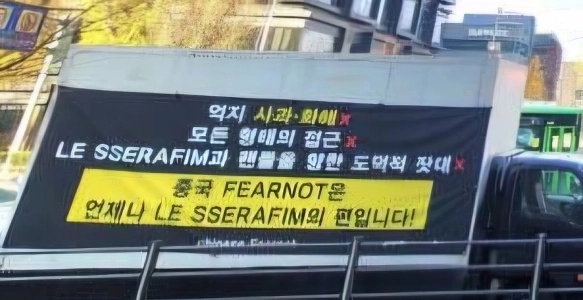 억지 사과·화해
모든 형태의 접근
LE SSERAFIM과 팬들을 위한 도덕적 잣대
중국 FEARNOT은
언제나 LE SSERAFIM의 편입니다!